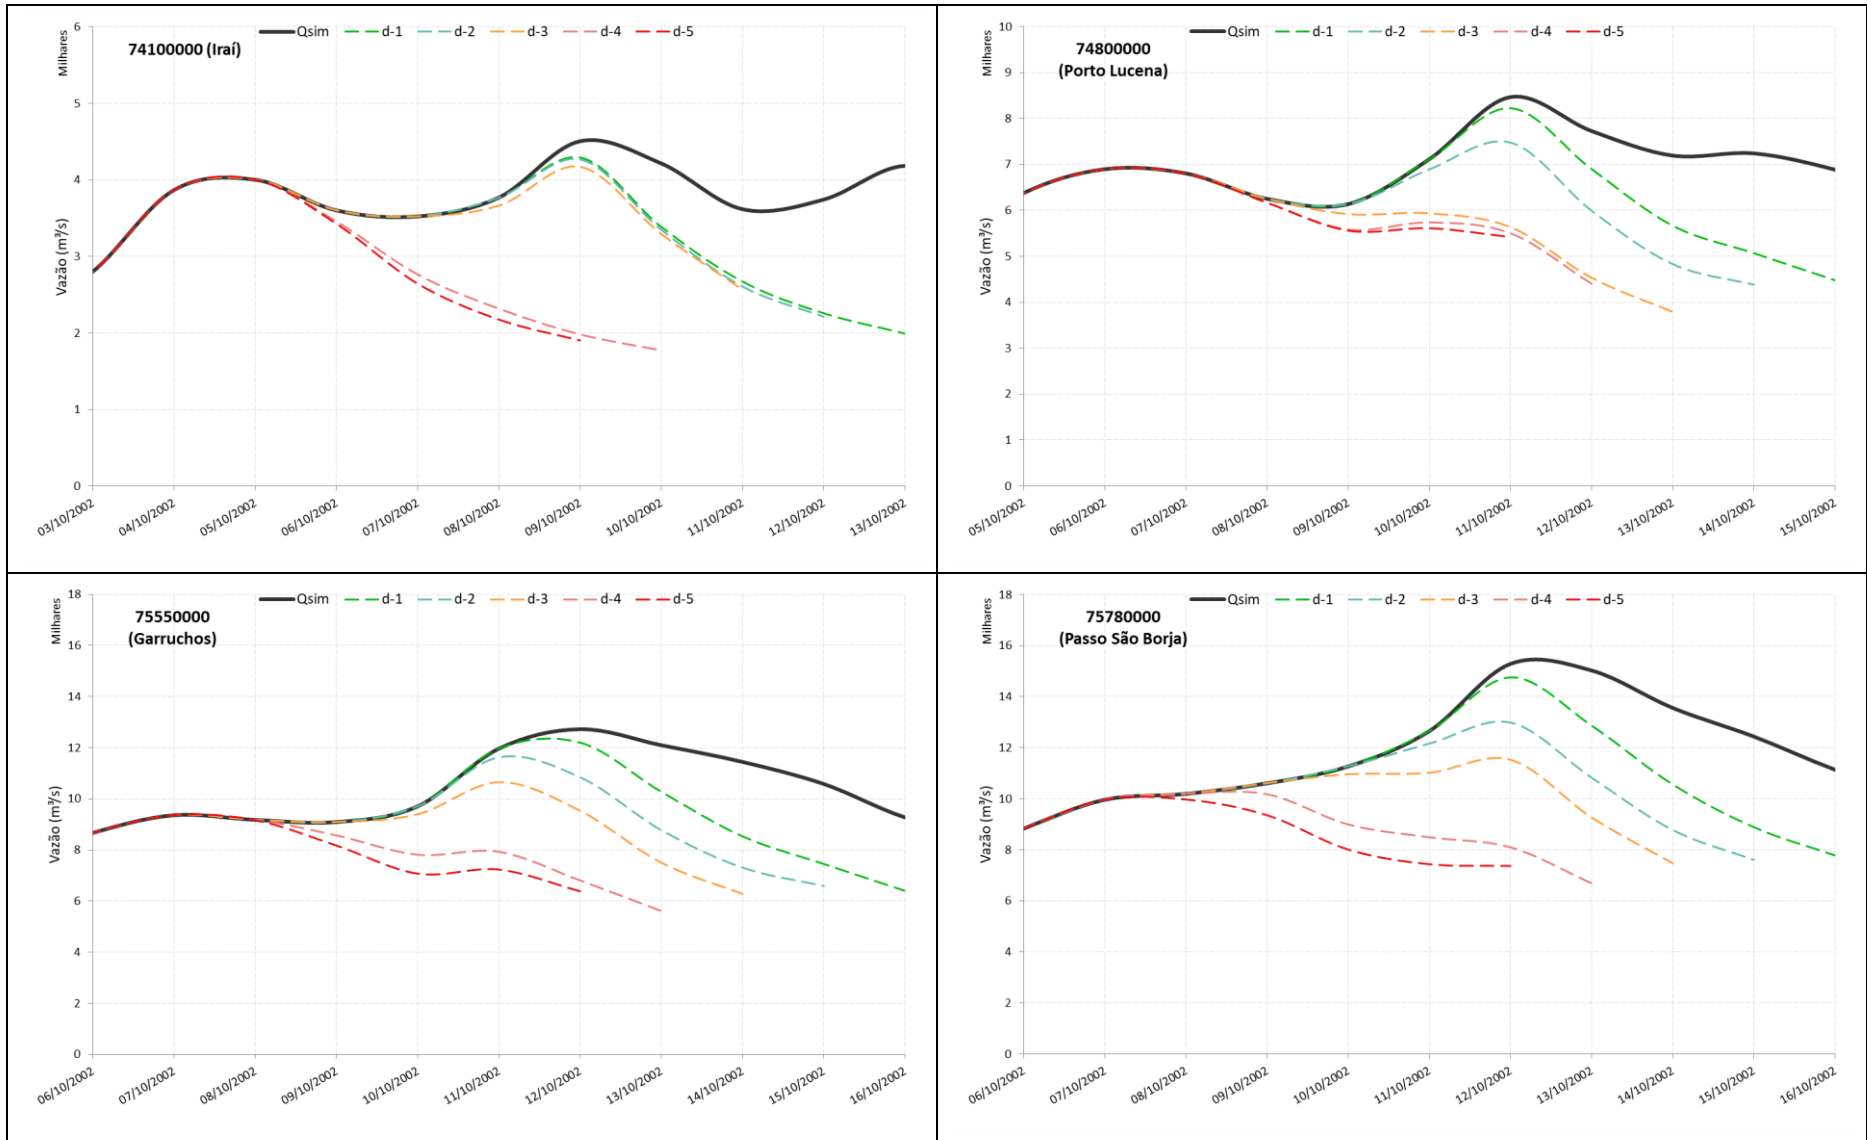 Qsim d-1 d-2 d-3 d-4 d-5
74100000 (Iraí)
Milhares
Vazão (m³/s)
6
5
4
3
2
1
0
03/10/2002 04/10/2002 05/10/2002 06/10/2002 07/10/2002 08/10/2002 09/10/2002 10/10/2002 11/10/2002 12/10/2002 13/10/2002
Qsim d-1 d-2 d-3 d-4 d-5
74800000
(Porto Lucena)
Milhares
Vazão (m³/s)
10
9
8
7
6
5
4
3
2
1
0
05/10/2002 06/10/2002 07/10/2002 08/10/2002 09/10/2002 10/10/2002 11/10/2002 12/10/2002 13/10/2002 14/10/2002 15/10/2002
Qsim d-1 d-2 d-3 d-4 d-5
75550000
(Garruchos)
Milhares
Vazão (m³/s)
18
16
14
12
10
8
6
4
2
0
06/10/2002 07/10/2002 08/10/2002 09/10/2002 10/10/2002 11/10/2002 12/10/2002 13/10/2002 14/10/2002 15/10/2002 16/10/2002
Qsim d-1 d-2 d-3 d-4 d-5
75780000
(Passo São Borja)
Milhares
Vazão (m³/s)
18
16
14
12
10
8
6
4
2
0
06/10/2002 07/10/2002 08/10/2002 09/10/2002 10/10/2002 11/10/2002 12/10/2002 13/10/2002 14/10/2002 15/10/2002 16/10/2002